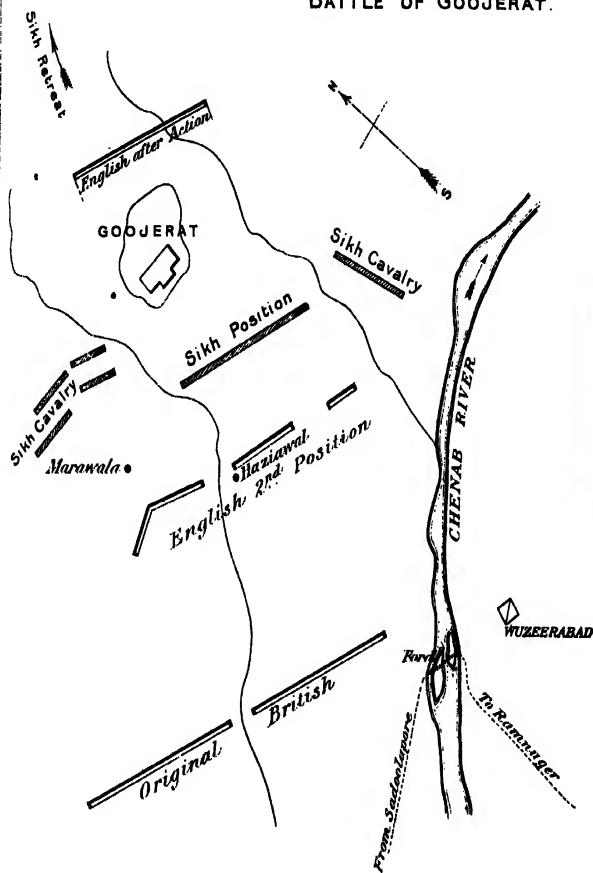 BATTLE OF GOOJERAT.
Sikh Retreat
N
S
English after Action
GOOJERAT
Sikh Cavalry
Sikh Position
Sikh Cavalry
Marawala
Haziawal
English 2nd Position
CHENAB RIVER
WUZEERABAD
Ford
British
Original
To Ramnuger
From Sadoolapore